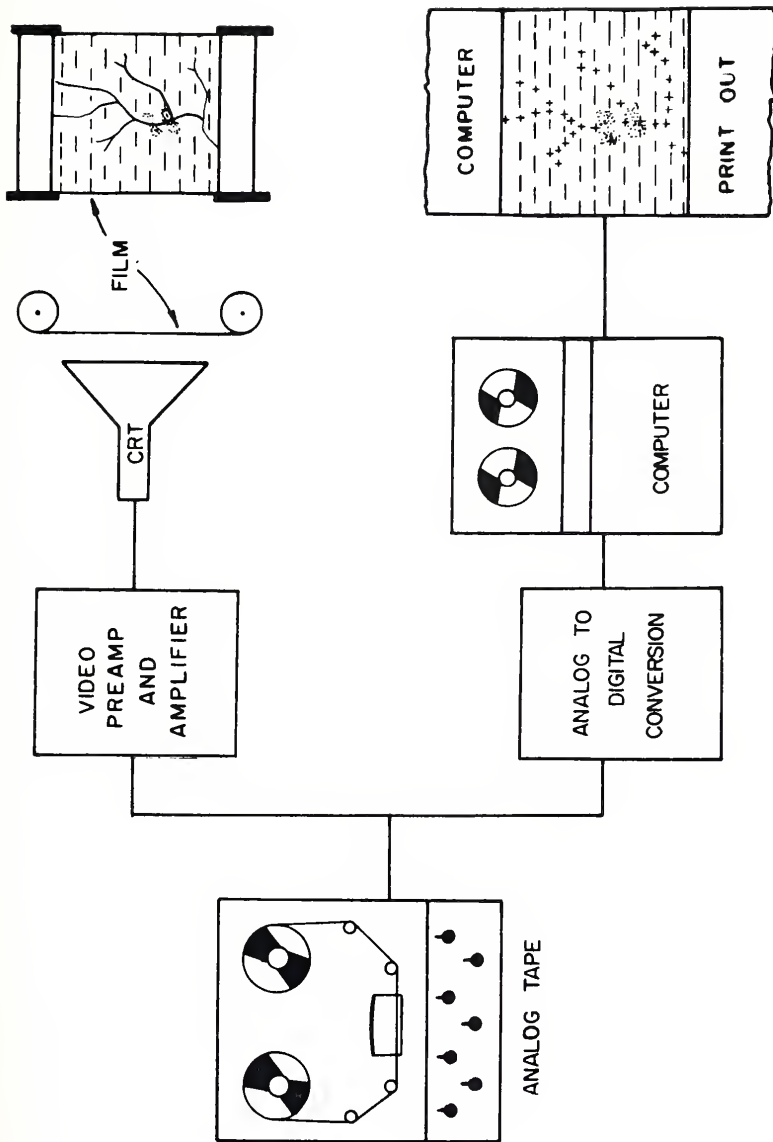 FILM
CRT
VIDEO
PREAMP
AND
AMPLIFIER
ANALOG TAPE
ANALOG TO
DIGITAL
CONVERSION
COMPUTER
COMPUTER
PRINT OUT